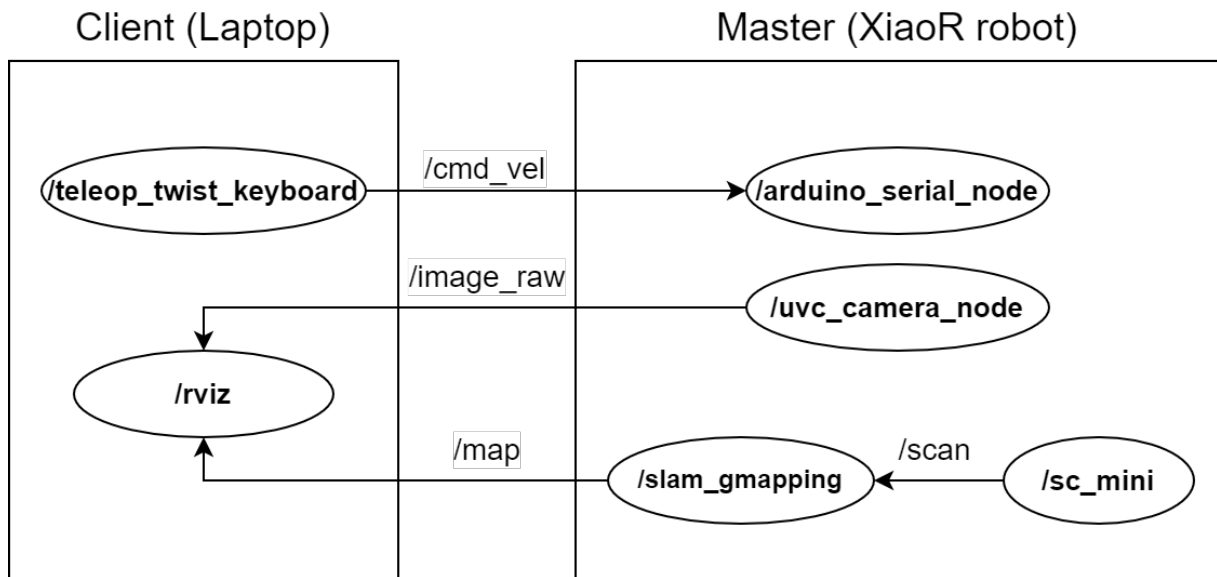 Client (Laptop)
Master (XiaoR robot)
/teleop_twist_keyboard
/cmd_vel
/arduino_serial_node
/image_raw
/uvc_camera_node
/rviz
/map
/slam_gmapping
/scan
/sc_mini